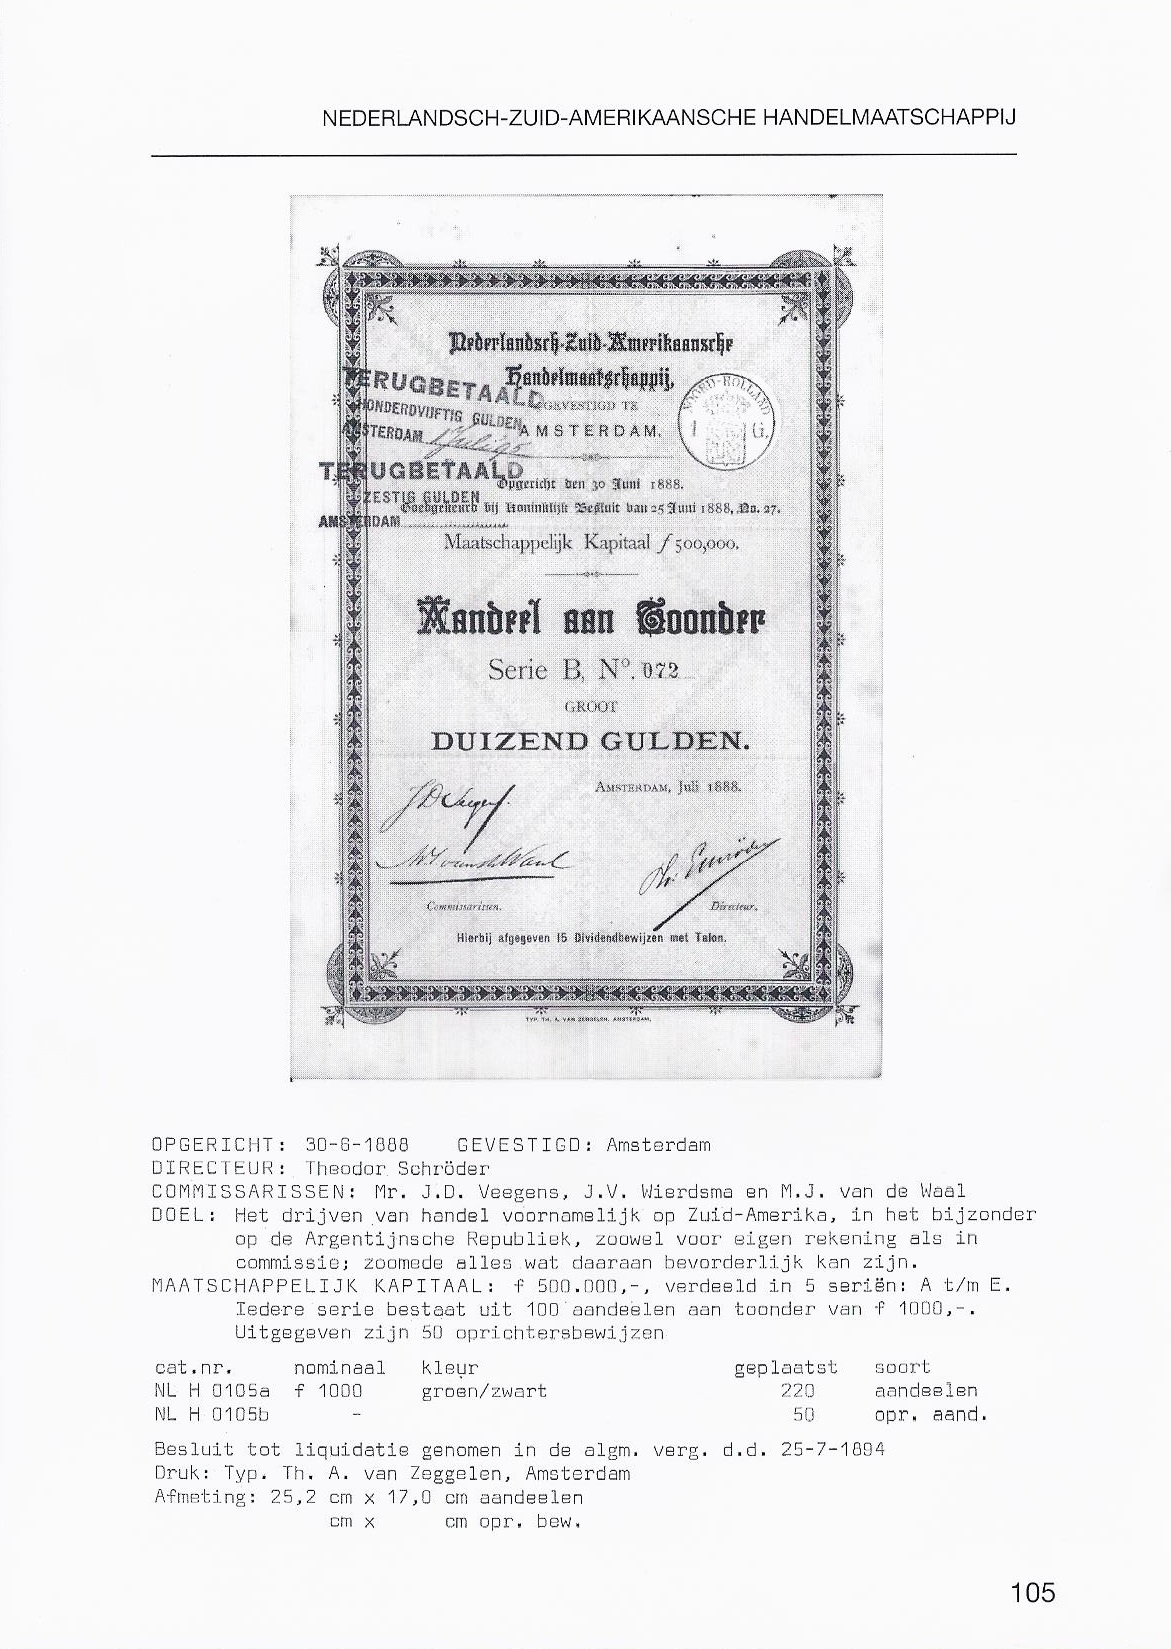 NEDERLANDSCH-ZUID-AMERIKAANSCHE HANDELMAATSCHAPPIJ
Nederlandsch-Zuid-Amerikaansche
Handelmaatschappij,
GEVESTIGD TE
AMSTERDAM.
NOORD-HOLLAND
1 G.
TERUGBETAALD
HONDERDVIJFTIG GULDEN
AMSTERDAM
TERUGBETAALD
ZESTIG GULDEN
AMSTERDAM
Opgericht den 30 Juni 1888.
Goedgekeurd bij Koninklijk Besluit van 25 Juni 1888, No. 27.
Maatschappelijk Kapitaal f 500,000.
Aandeel aan Toonder
Serie B, No. 072
GROOT
DUIZEND GULDEN.
AMSTERDAM, Juli 1888.
Commissarissen.
Directeur.
Hierbij afgegeven 15 Dividendbewijzen met Talon.
TYP. TH. A. VAN ZEGGELEN, AMSTERDAM.
OPGERICHT: 30-6-1888 GEVESTIGD: Amsterdam
DIRECTEUR: Theodor Schröder
COMMISSARISSEN: Mr. J.D. Veegens, J.V. Wierdsma en M.J. van de Waal
DOEL: Het drijven van handel voornamelijk op Zuid-Amerika, in het bijzonder
op de Argentijnsche Republiek, zoowel voor eigen rekening als in
commissie; zoomede alles wat daaraan bevorderlijk kan zijn.
MAATSCHAPPELIJK KAPITAAL: f 500.000,-, verdeeld in 5 seriën: A t/m E.
Iedere serie bestaat uit 100 aandeelen aan toonder van f 1000,-.
Uitgegeven zijn 50 oprichtersbewijzen
cat.nr. nominaal kleur geplaatst soort
NL H 0105a f 1000 groen/zwart 220 aandeelen
NL H 0105b - 50 opr. aand.
Besluit tot liquidatie genomen in de algm. verg. d.d. 25-7-1894
Druk: Typ. Th. A. van Zeggelen, Amsterdam
Afmeting: 25,2 cm x 17,0 cm aandeelen
cm x cm opr. bew.
105